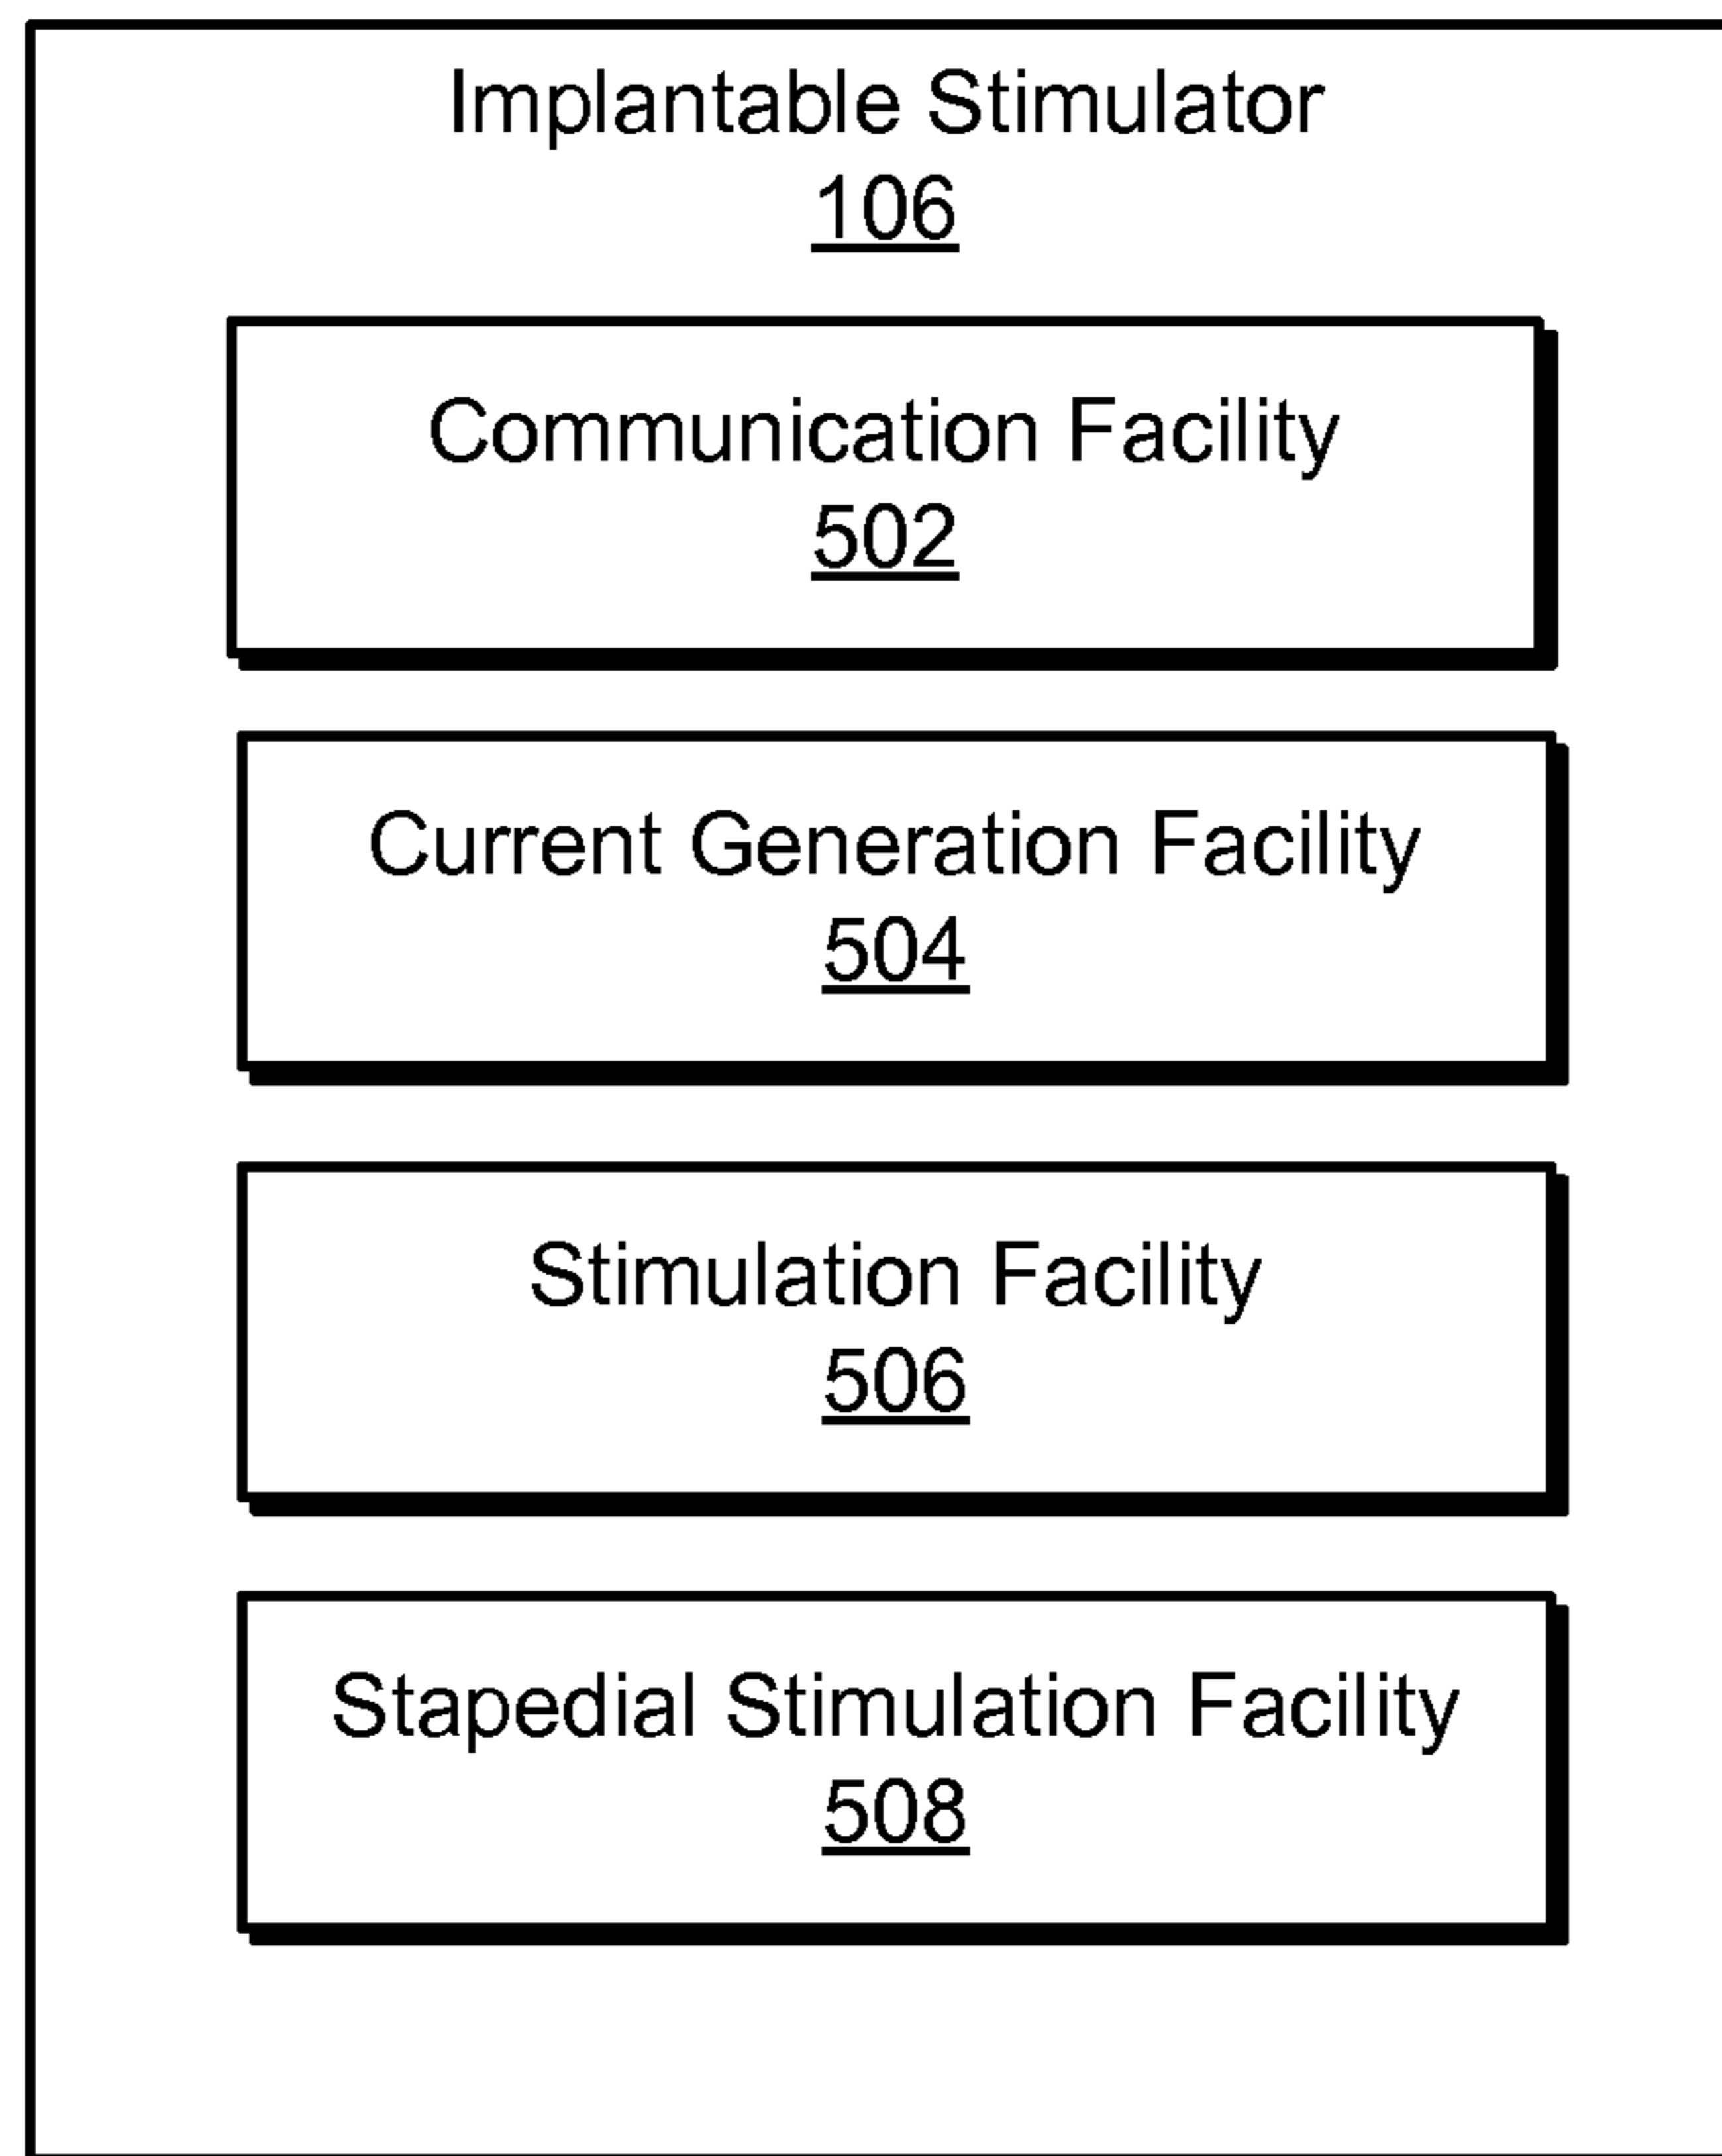 Implantable Stimulator
106
Communication Facility
502
Current Generation Facility
504
Stimulation Facility
506
Stapedial Stimulation Facility
508